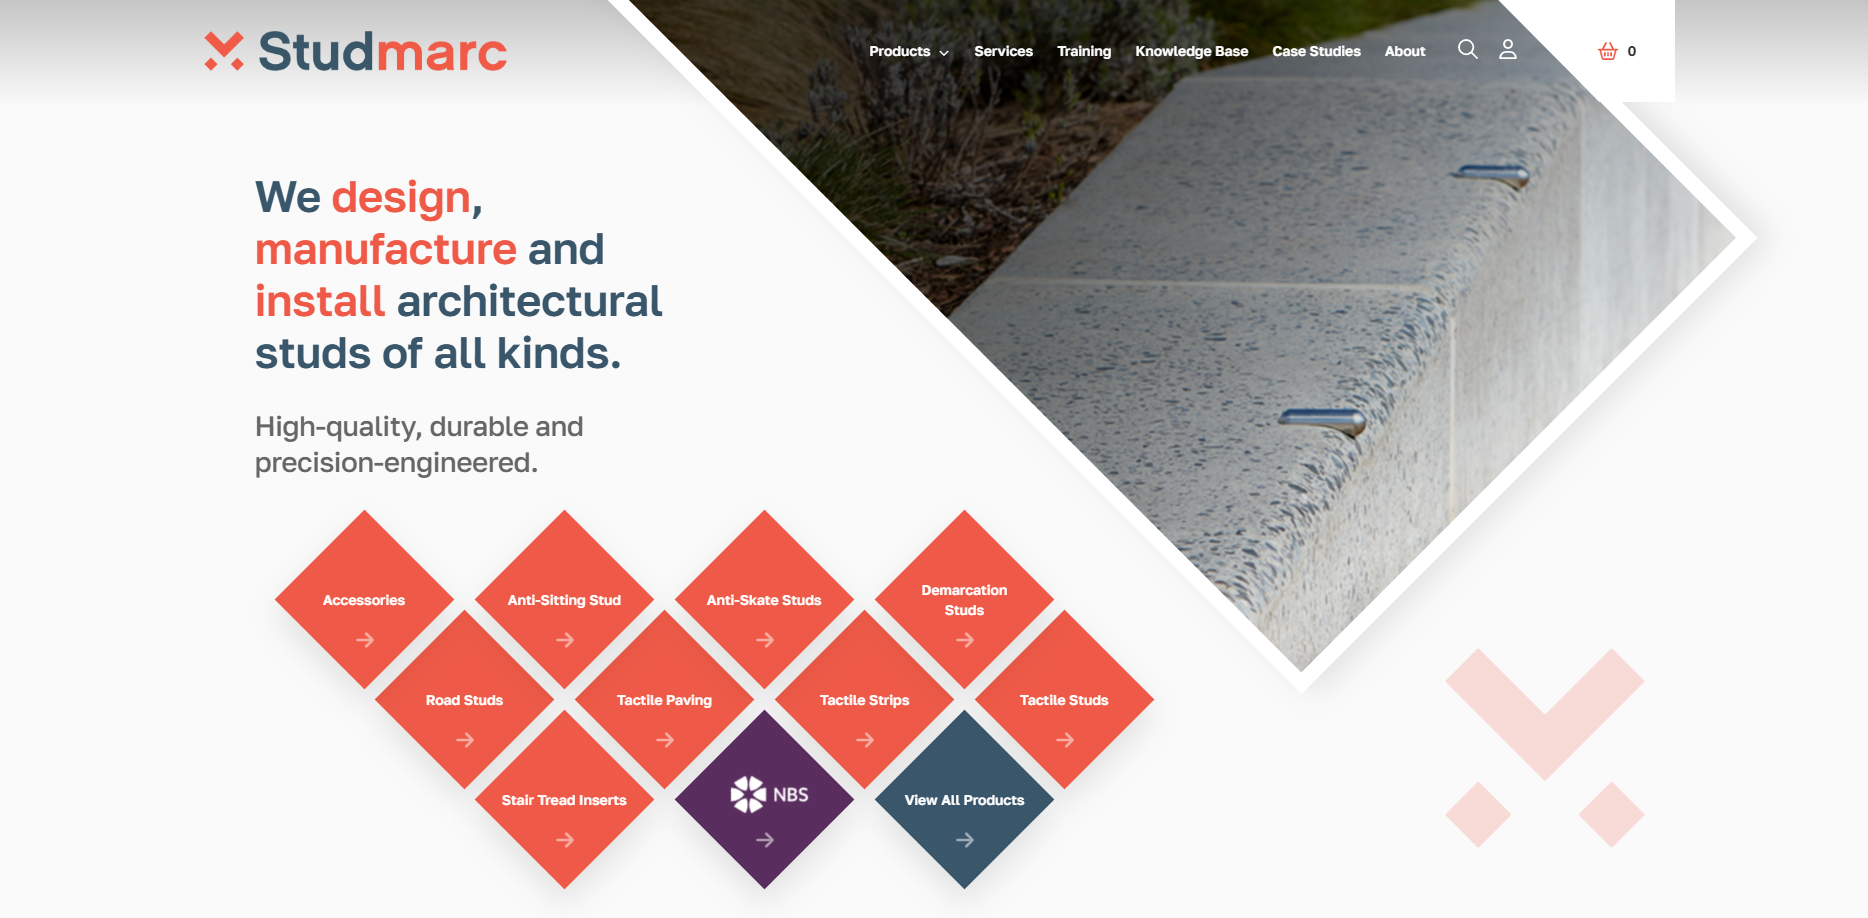 Studmarc
Products
Services
Training
Knowledge Base
Case Studies
About
0
We design,
manufacture and
install architectural
studs of all kinds.
High-quality, durable and
precision-engineered.
Accessories
Anti-Sitting Stud
Anti-Skate Studs
Demarcation
Studs
Road Studs
Tactile Paving
Tactile Strips
Tactile Studs
Stair Tread Inserts
NBS
View All Products